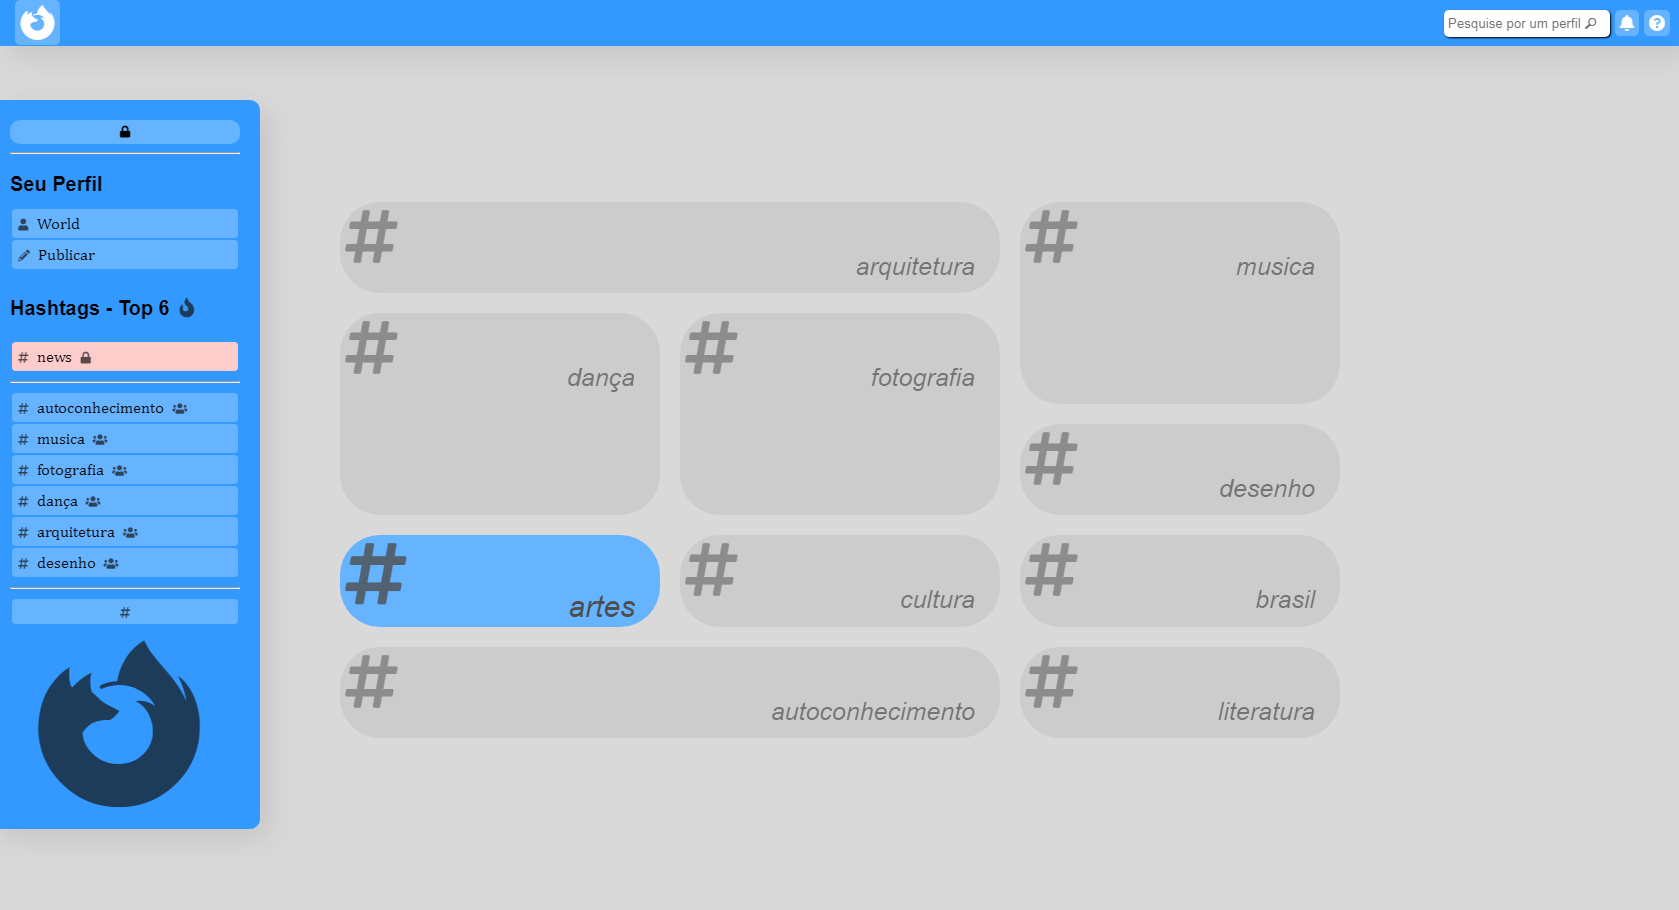 Pesquise por um perfil
?
Seu Perfil
World
Publicar
Hashtags - Top 6
# news
# autoconhecimento
# musica
# fotografia
# dança
# arquitetura
# desenho
#
# arquitetura
# musica
# dança
# fotografia
# desenho
# artes
# cultura
# brasil
# autoconhecimento
# literatura